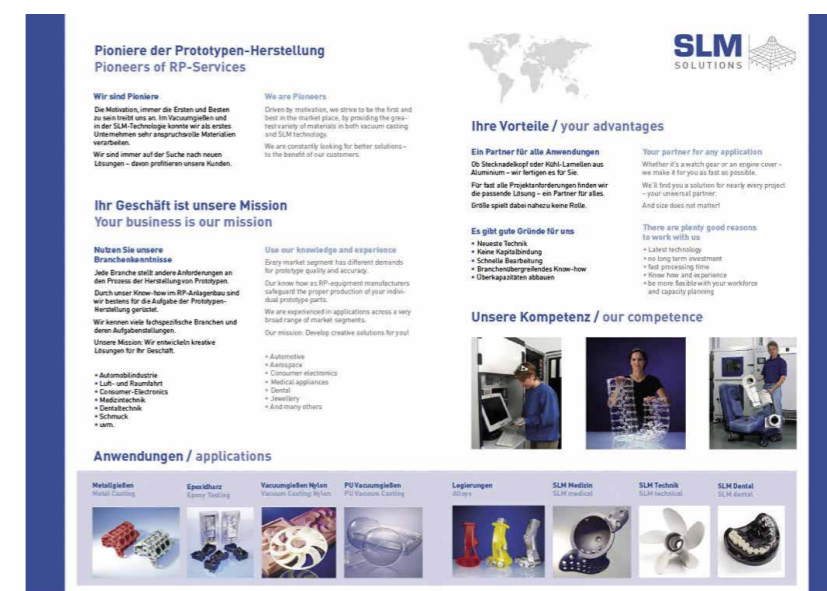 Pioniere der Prototypen-Herstellung
Pioneers of RP-Services
Wir sind Pioniere
Die Motivation, immer die Ersten und Besten
zu sein treibt uns an. Im Vacuumgießen und
in der SLM-Technologie konnte wir als erstes
Unternehmen sehr anspruchsvolle Materialien
verarbeiten.
Wir sind immer auf der Suche nach neuen
Lösungen – davon profitieren unsere Kunden.
We are Pioneers
Driven by motivation, we strive to be the first and
best in the market place, by providing the grea-
test variety of materials in both vacuum casting
and SLM technology.
We are constantly looking for better solutions –
to the benefit of our customers.
Ihr Geschäft ist unsere Mission
Your business is our mission
Nutzen Sie unsere
Branchenkenntnisse
Jede Branche stellt andere Anforderungen an
den Prozess der Herstellung von Prototypen.
Durch unser Know-how im RP-Anlagenbau sind
wir bestens für die Aufgabe der Prototypen-
Herstellung gerüstet.
Wir kennen viele fachspezifische Branchen und
deren Aufgabenstellungen.
Unsere Mission: Wir entwickeln kreative
Lösungen für Ihr Geschäft.
• Automobilindustrie
• Luft- und Raumfahrt
• Consumer-Electronics
• Medizintechnik
• Dentaltechnik
• Schmuck
• uvm.
Use our knowledge and experience
Every market segment has different demands
for prototype quality and accuracy.
Our know how as RP-equipment manufacturers
safeguard the proper production of your indivi-
dual prototype parts.
We are experienced in applications across a very
broad range of market segments.
Our mission: Develop creative solutions for you!
• Automotive
• Aerospace
• Consumer electronics
• Medical appliances
• Dental
• Jewellery
• And many others
SLM
SOLUTIONS
Ihre Vorteile / your advantages
Ein Partner für alle Anwendungen
Ob Stecknadelkopf oder Kühl-Lamellen aus
Aluminium – wir fertigen es für Sie.
Für fast alle Projektanforderungen finden wir
die passende Lösung – ein Partner für alles.
Größe spielt dabei nahezu keine Rolle.
Your partner for any application
Whether it's a watch gear or an engine cover –
we make it for you as fast as possible.
We'll find you a solution for nearly every project
– your universal partner.
And size does not matter!
Es gibt gute Gründe für uns
• Neueste Technik
• Keine Kapitalbindung
• Schnelle Bearbeitung
• Branchenübergreifendes Know-how
• Überkapazitäten abbauen
There are plenty good reasons
to work with us
• Latest technology
• no long term investment
• fast processing time
• Know how and experience
• be more flexible with your workforce
and capacity planning
Unsere Kompetenz / our competence
Anwendungen / applications
Metallgießen
Metal Casting
Epoxidharz
Epoxy Tooling
Vacuumgießen Nylon
Vacuum Casting Nylon
PU Vacuumgießen
PU Vacuum Casting
Legierungen
Alloys
SLM Medizin
SLM medical
SLM Technik
SLM technical
SLM Dental
SLM dental